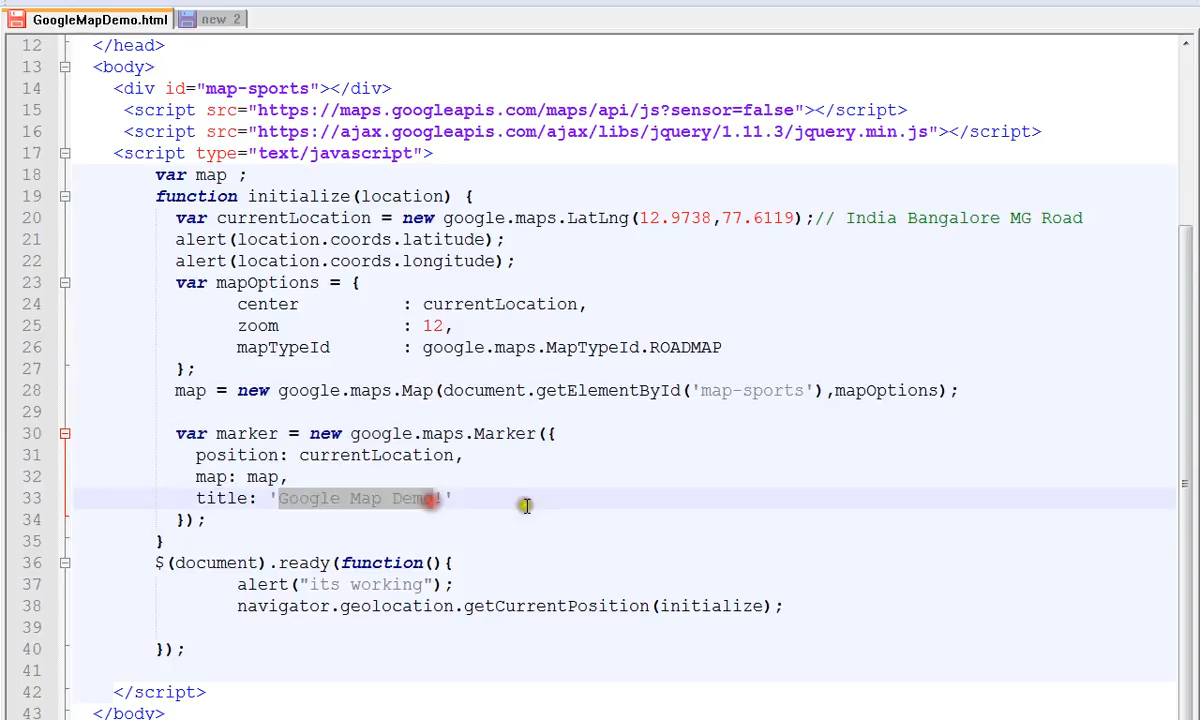 GoogleMapDemo.html new 2
12 </head>
13 <body>
14 <div id="map-sports"></div>
15 <script src="https://maps.googleapis.com/maps/api/js?sensor=false"></script>
16 <script src="https://ajax.googleapis.com/ajax/libs/jquery/1.11.3/jquery.min.js"></script>
17 <script type="text/javascript">
18 var map ;
19 function initialize(location) {
20 var currentLocation = new google.maps.LatLng(12.9738,77.6119);// India Bangalore MG Road
21 alert(location.coords.latitude);
22 alert(location.coords.longitude);
23 var mapOptions = {
24 center : currentLocation,
25 zoom : 12,
26 mapTypeId : google.maps.MapTypeId.ROADMAP
27 };
28 map = new google.maps.Map(document.getElementById('map-sports'),mapOptions);
29
30 var marker = new google.maps.Marker({
31 position: currentLocation,
32 map: map,
33 title: 'Google Map Demo!'
34 });
35 }
36 $(document).ready(function(){
37 alert("its working");
38 navigator.geolocation.getCurrentPosition(initialize);
39
40 });
41
42 </script>
43 </body>